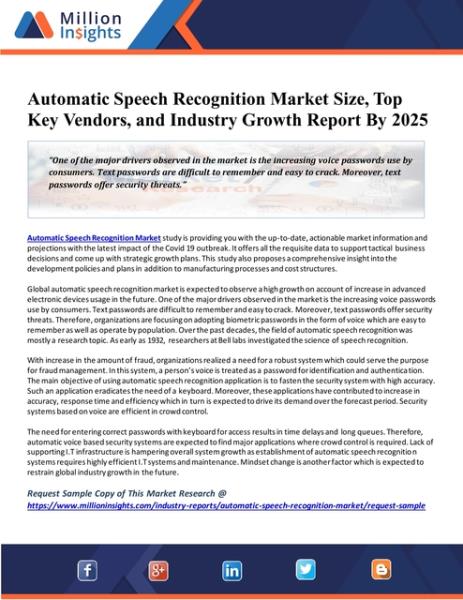 Million
Insights
Automatic Speech Recognition Market Size, Top
Key Vendors, and Industry Growth Report By 2025
"One of the major drivers observed in the market is the increasing voice passwords use by
consumers. Text passwords are difficult to remember and easy to crack. Moreover, text
passwords offer security threats."
Automatic Speech Recognition Market study is providing you with the up-to-date, actionable market information and
projections with the latest impact of the Covid 19 outbreak. It offers all the requisite data to support tactical business
decisions and come up with strategic growth plans. This study also proposes a comprehensive insight into the
development policies and plans in addition to manufacturing processes and cost structures.
Global automatic speech recognition market is expected to observe a high growth on account of increase in advanced
electronic devices usage in the future. One of the major drivers observed in the market is the increasing voice passwords
use by consumers. Text passwords are difficult to remember and easy to crack. Moreover, text passwords offer security
threats. Therefore, organizations are focusing on adopting biometric passwords in the form of voice which are easy to
remember as well as operate by population. Over the past decades, the field of automatic speech recognition was
mostly a research topic. As early as 1932, researchers at Bell labs investigated the science of speech recognition.
With increase in the amount of fraud, organizations realized a need for a robust system which could serve the purpose
for fraud management. In this system, a person's voice is treated as a password for identification and authentication.
The main objective of using automatic speech recognition application is to fasten the security system with high accuracy.
Such an application eradicates the need of a keyboard. Moreover, these applications have contributed to increase in
accuracy, response time and efficiency which in turn is expected to drive its demand over the forecast period. Security
systems based on voice are efficient in crowd control.
The need for entering correct passwords with keyboard for access results in time delays and long queues. Therefore,
automatic voice based security systems are expected to find major applications where crowd control is required. Lack of
supporting I.T infrastructure is hampering overall system growth as establishment of automatic speech recognition
systems requires highly efficient I.T systems and maintenance. Mindset change is another factor which is expected to
restrain global industry growth in the future.
Request Sample Copy of This Market Research @
https://www.millioninsights.com/industry-reports/automatic-speech-recognition-market/request-sample